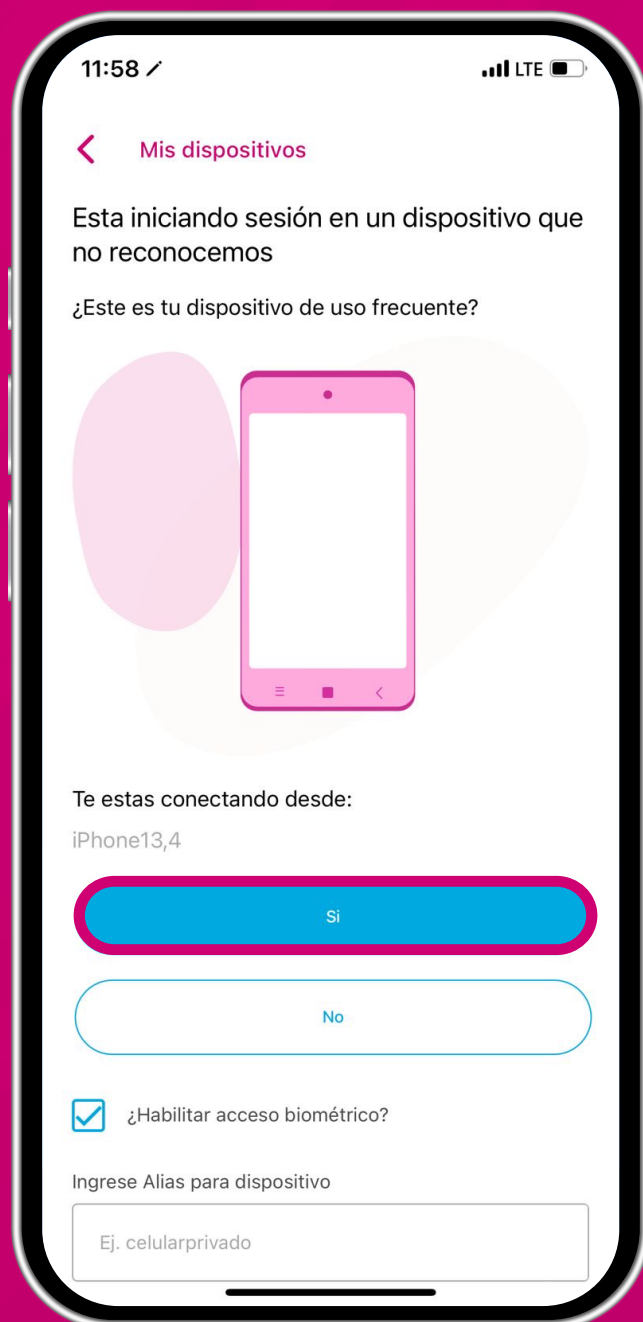 11:58
LTE
Mis dispositivos
Esta iniciando sesión en un dispositivo que
no reconocemos
¿Este es tu dispositivo de uso frecuente?
Te estas conectando desde:
iPhone13,4
Si
No
¿Habilitar acceso biométrico?
Ingrese Alias para dispositivo
Ej. celularprivado